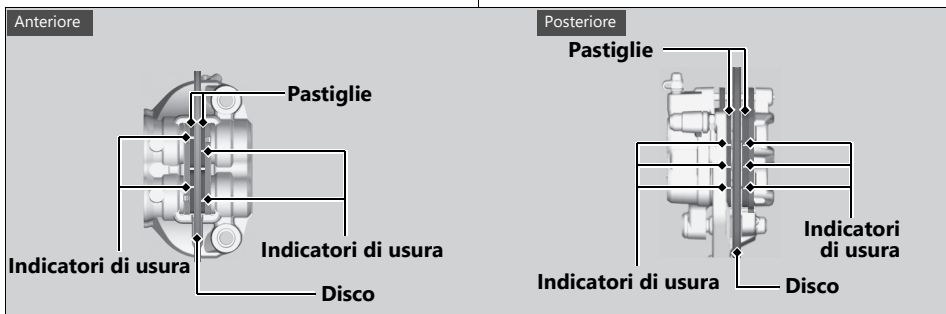 Anteriore
Pastiglie
Indicatori di usura
Indicatori di usura
Disco
Posteriore
Pastiglie
Indicatori
di usura
Indicatori di usura
Disco